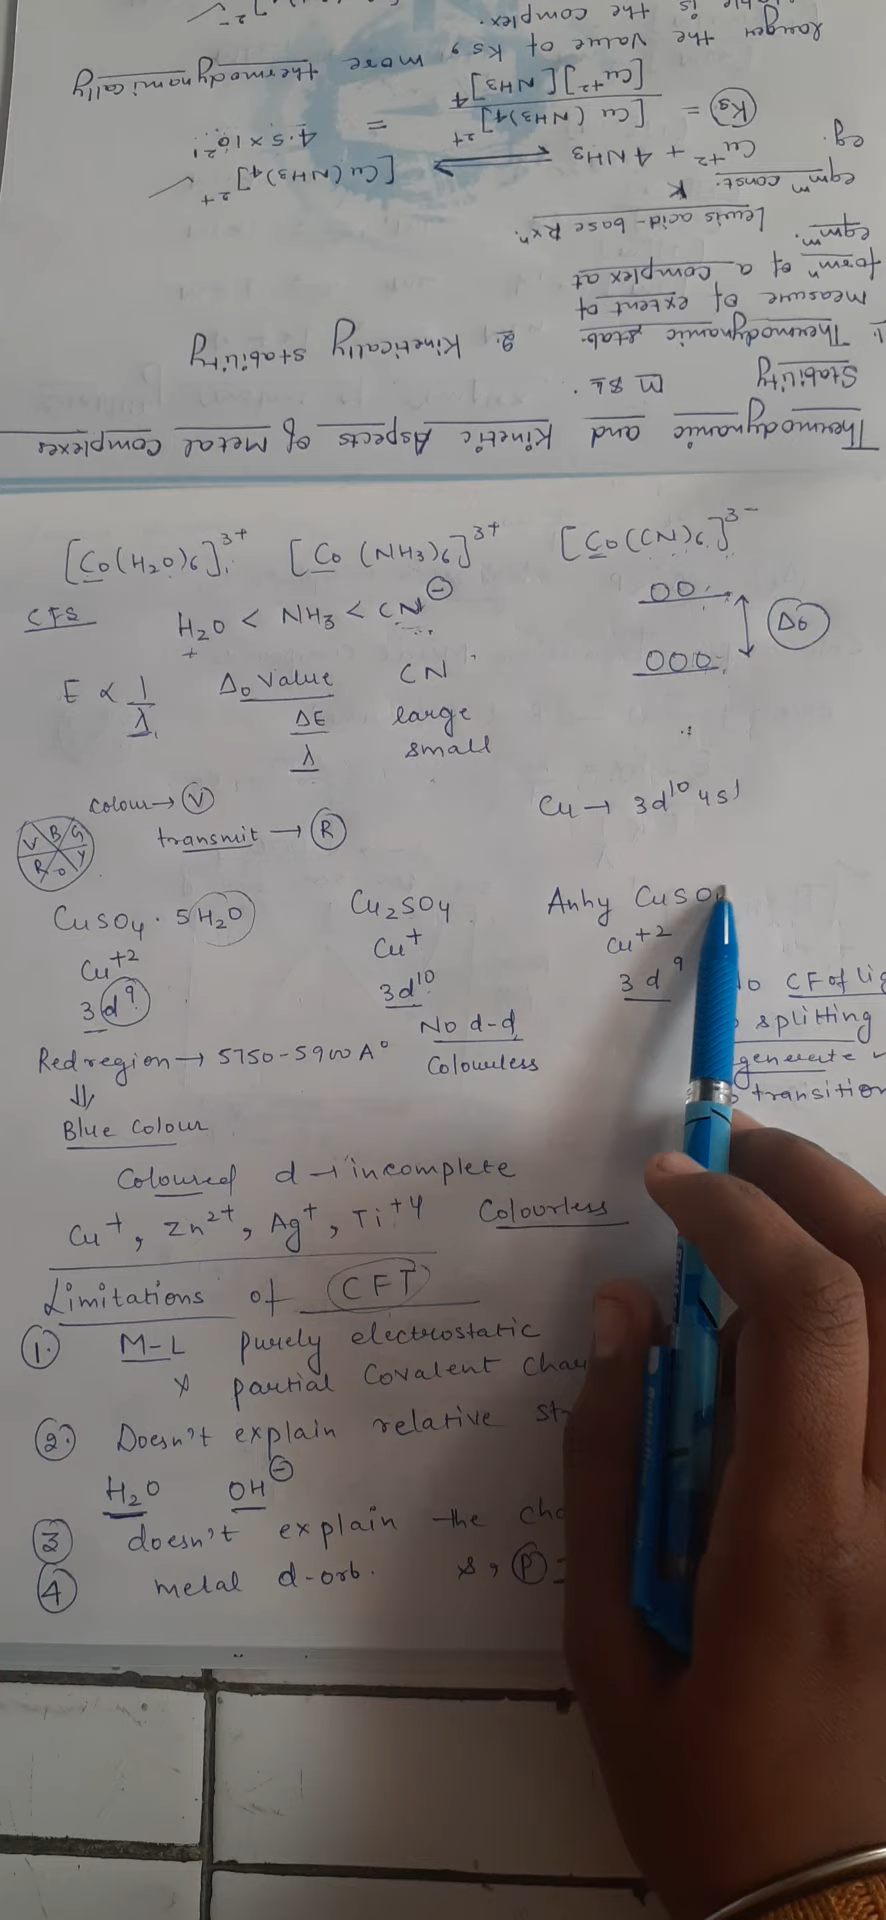 Thermodynamic and Kinetic Aspects of Metal Complexes
Stability M & L.
1. Thermodynamic stab. 2. Kinetically stability
measure of extent of
formⁿ of a complex at
eqmᵐ. Lewis acid-base Rxⁿ.
eqmᵐ const. K
eg. Cu⁺² + 4NH₃ ⇌ [Cu(NH₃)₄]²⁺
Ks = [Cu(NH₃)₄]²⁺ / [Cu⁺²][NH₃]⁴ = 4.5 × 10²¹
larger the value of Ks, more thermodynamically
is the complex.
[Co(H₂O)₆]³⁺ [Co(NH₃)₆]³⁺ [Co(CN)₆]³⁻
CFS H₂O < NH₃ < CN⁻ Δo
E ∝ 1/λ Δo Value CN
ΔE large
λ small
Colour → V
transmit → R
V B G
R O Y
Cu → 3d¹⁰ 4s¹
CuSO₄ · 5H₂O Cu₂SO₄ Anhy CuSO₄
Cu⁺² Cu⁺ Cu⁺²
3d⁹ 3d¹⁰ 3d⁹ CF of
No d-d splitting
Red region → 5750-5900 A° Colourless
⇓ transition
Blue Colour
Coloured d → incomplete
Cu⁺, Zn²⁺, Ag⁺, Ti⁺⁴ Colourless
Limitations of CFT
1. M-L purely electrostatic
x partial Covalent
2. Doesn't explain relative
H₂O OH⁻
3 doesn't explain the
4 metal d-orb. s, p